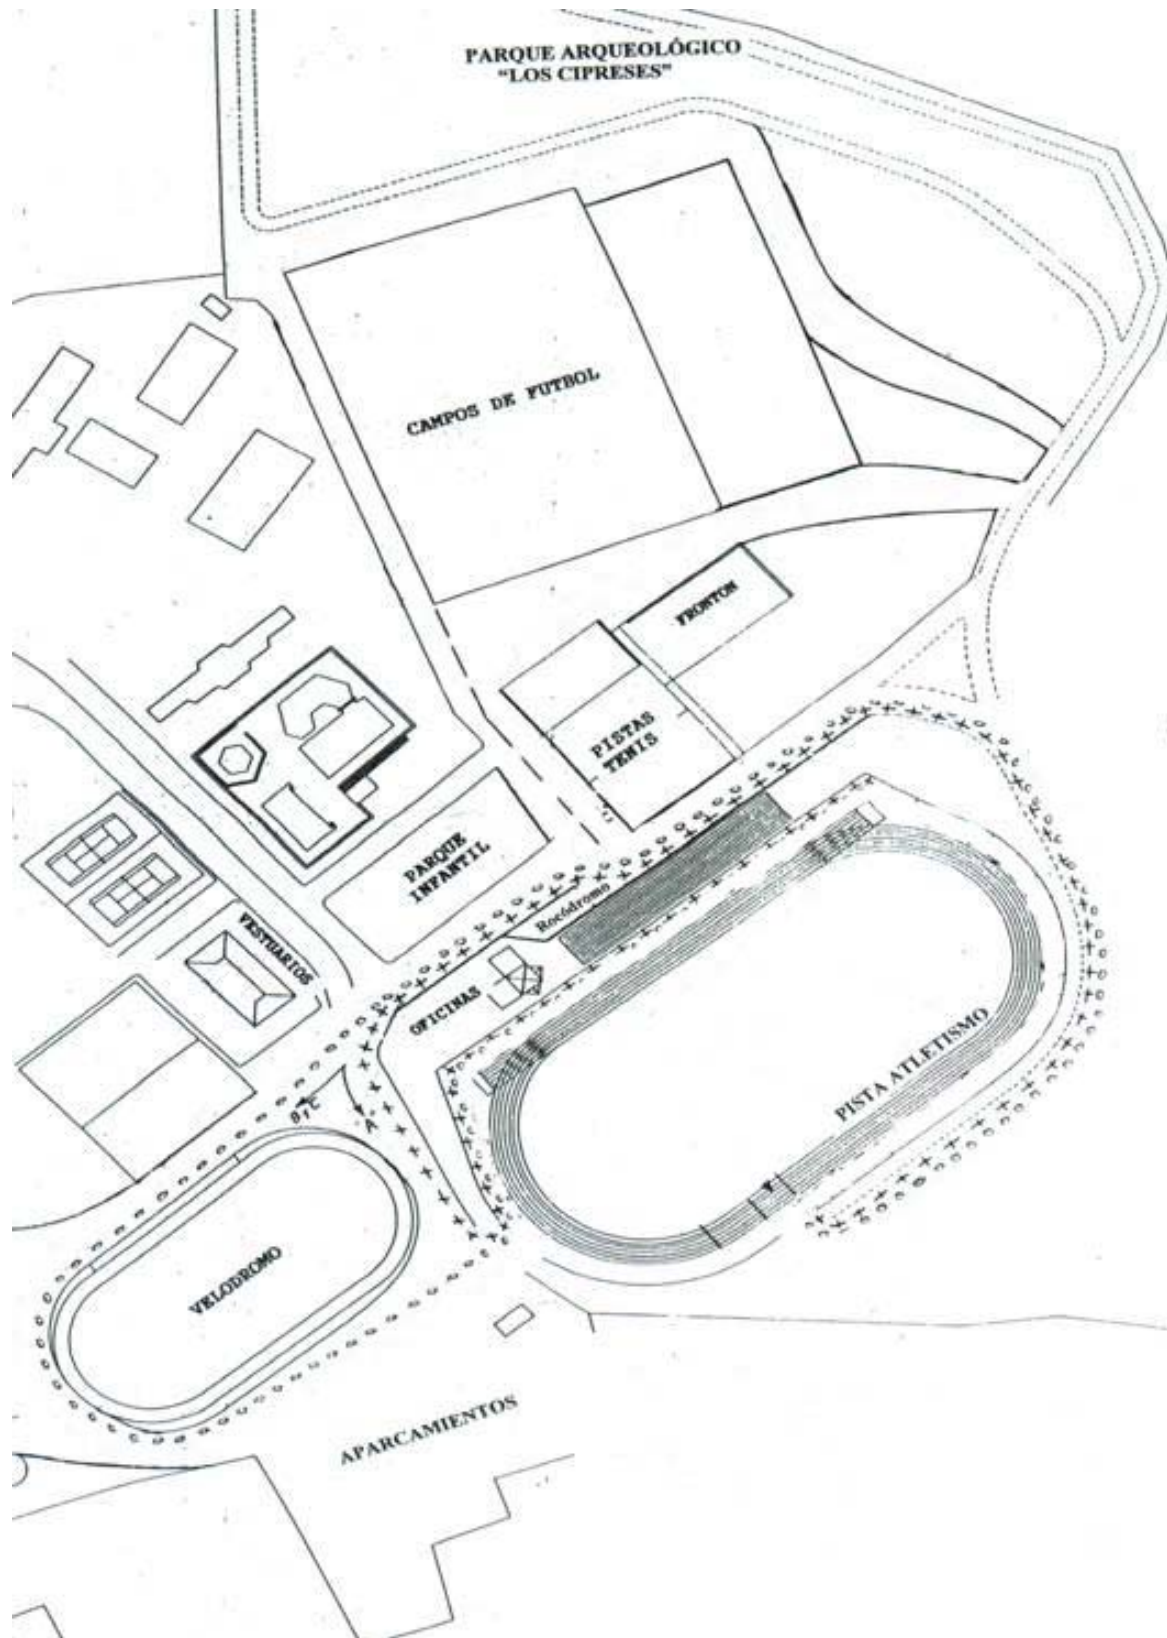 PARQUE ARQUEOLÓGICO
"LOS CIPRESES"
CAMPOS DE FUTBOL
FRONTON
PISTAS
TENIS
PARQUE
INFANTIL
Rocódromo
VESTUARIOS
OFICINAS
PISTA ATLETISMO
B,C
A
VELODROMO
APARCAMIENTOS